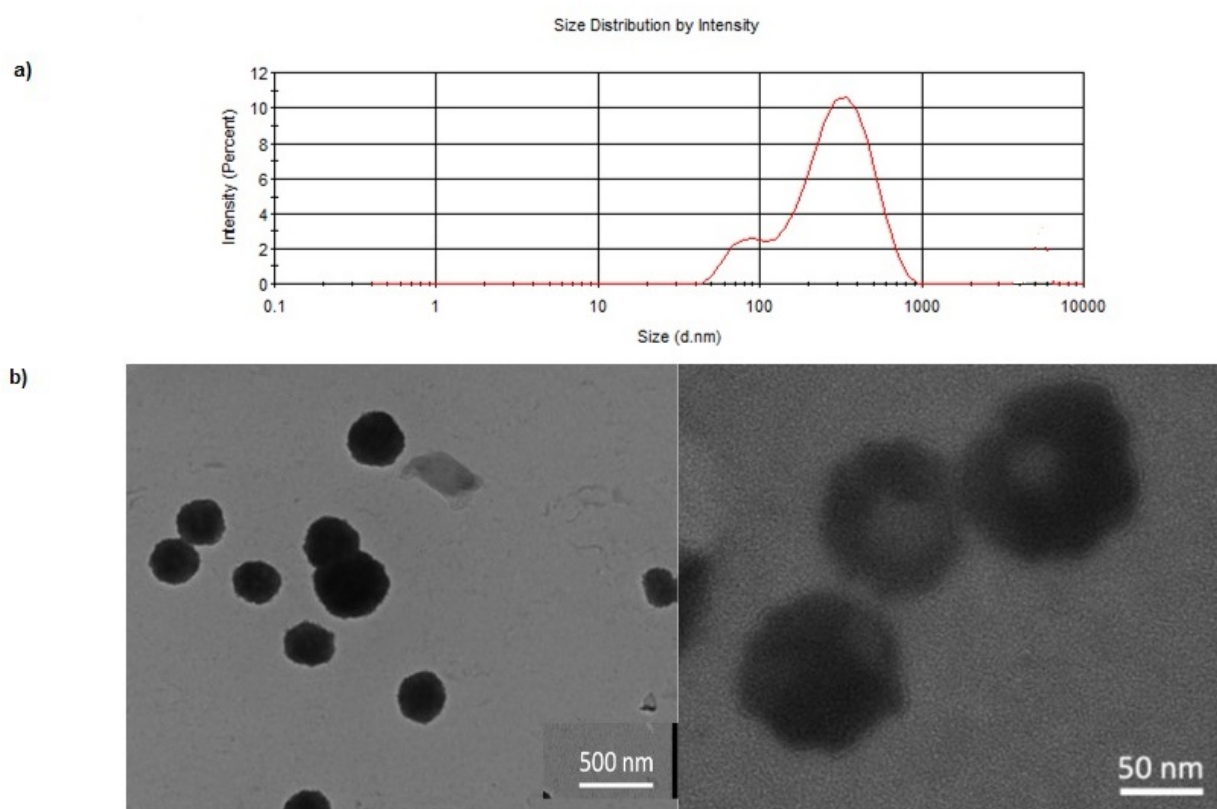 Size Distribution by Intensity
a)
Intensity (Percent)
12
10
8
6
4
2
0
0.1 1 10 100 1000 10000
Size (d.nm)
b)
500 nm
50 nm